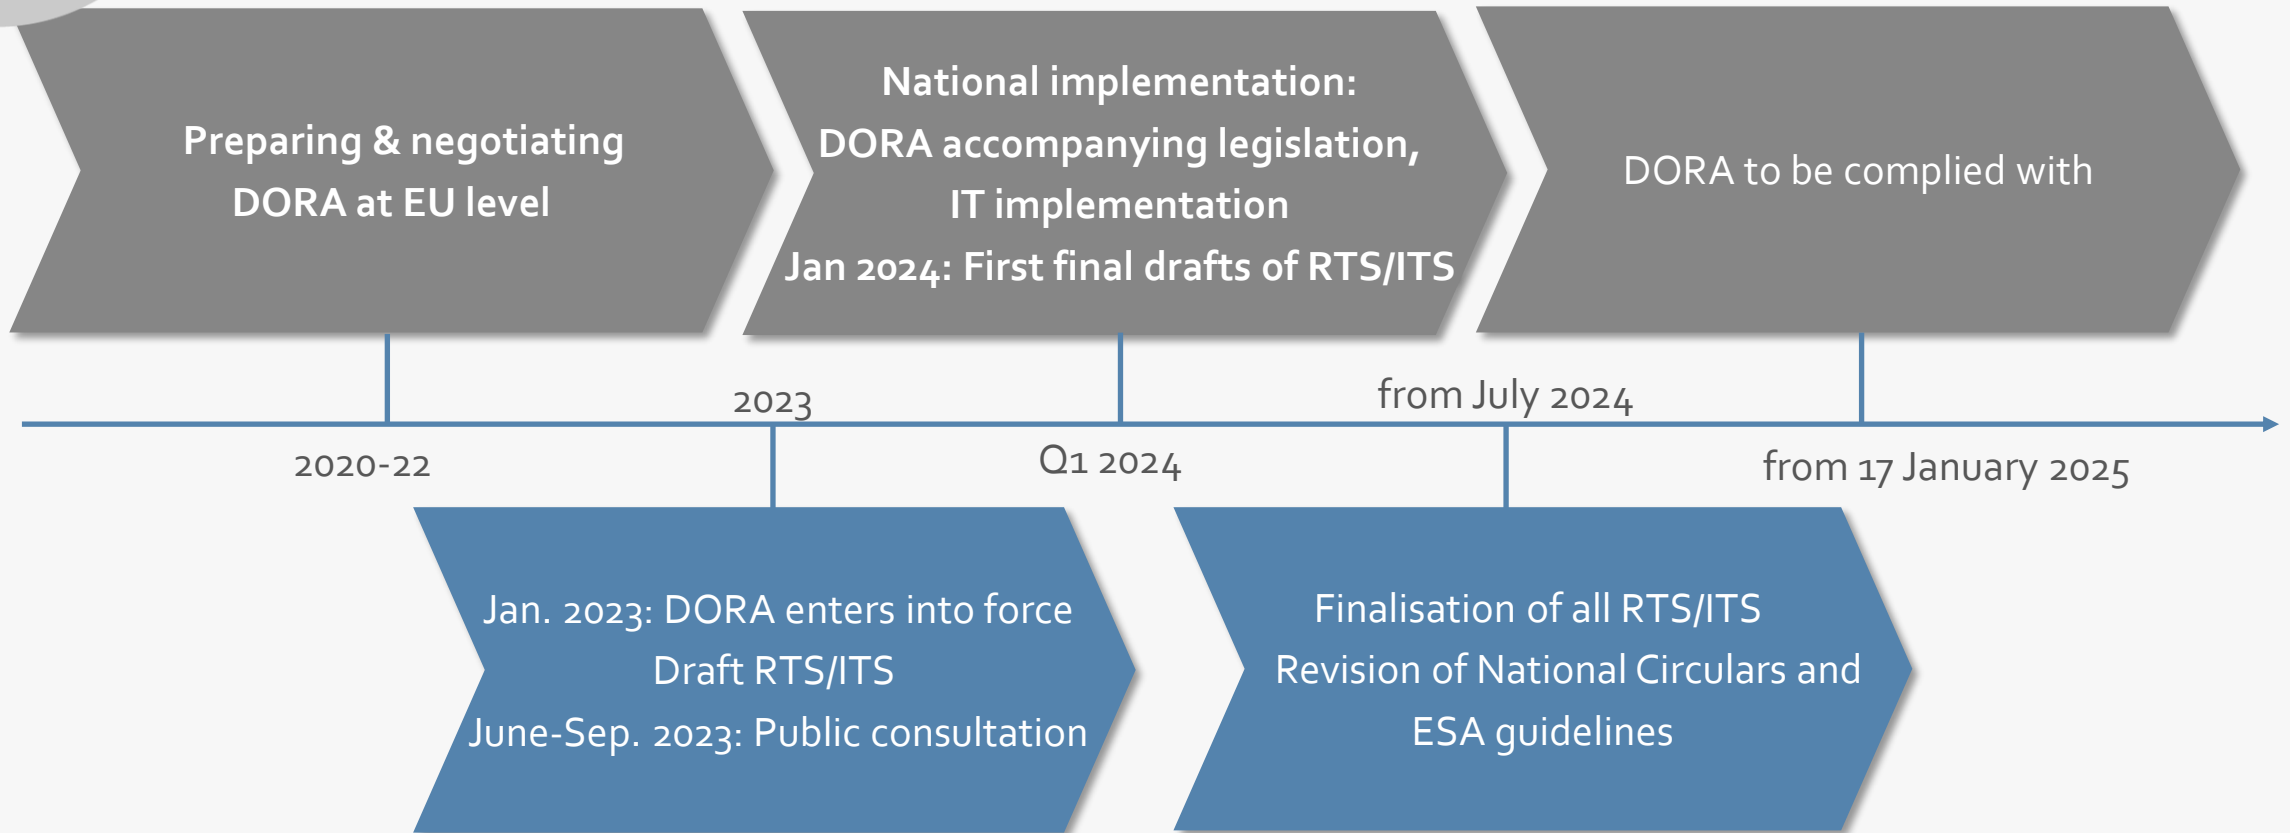 Preparing & negotiating
DORA at EU level
National implementation:
DORA accompanying legislation,
IT implementation
Jan 2024: First final drafts of RTS/ITS
DORA to be complied with
2023
from July 2024
2020-22
Q1 2024
from 17 January 2025
Jan. 2023: DORA enters into force
Draft RTS/ITS
June-Sep. 2023: Public consultation
Finalisation of all RTS/ITS
Revision of National Circulars and
ESA guidelines